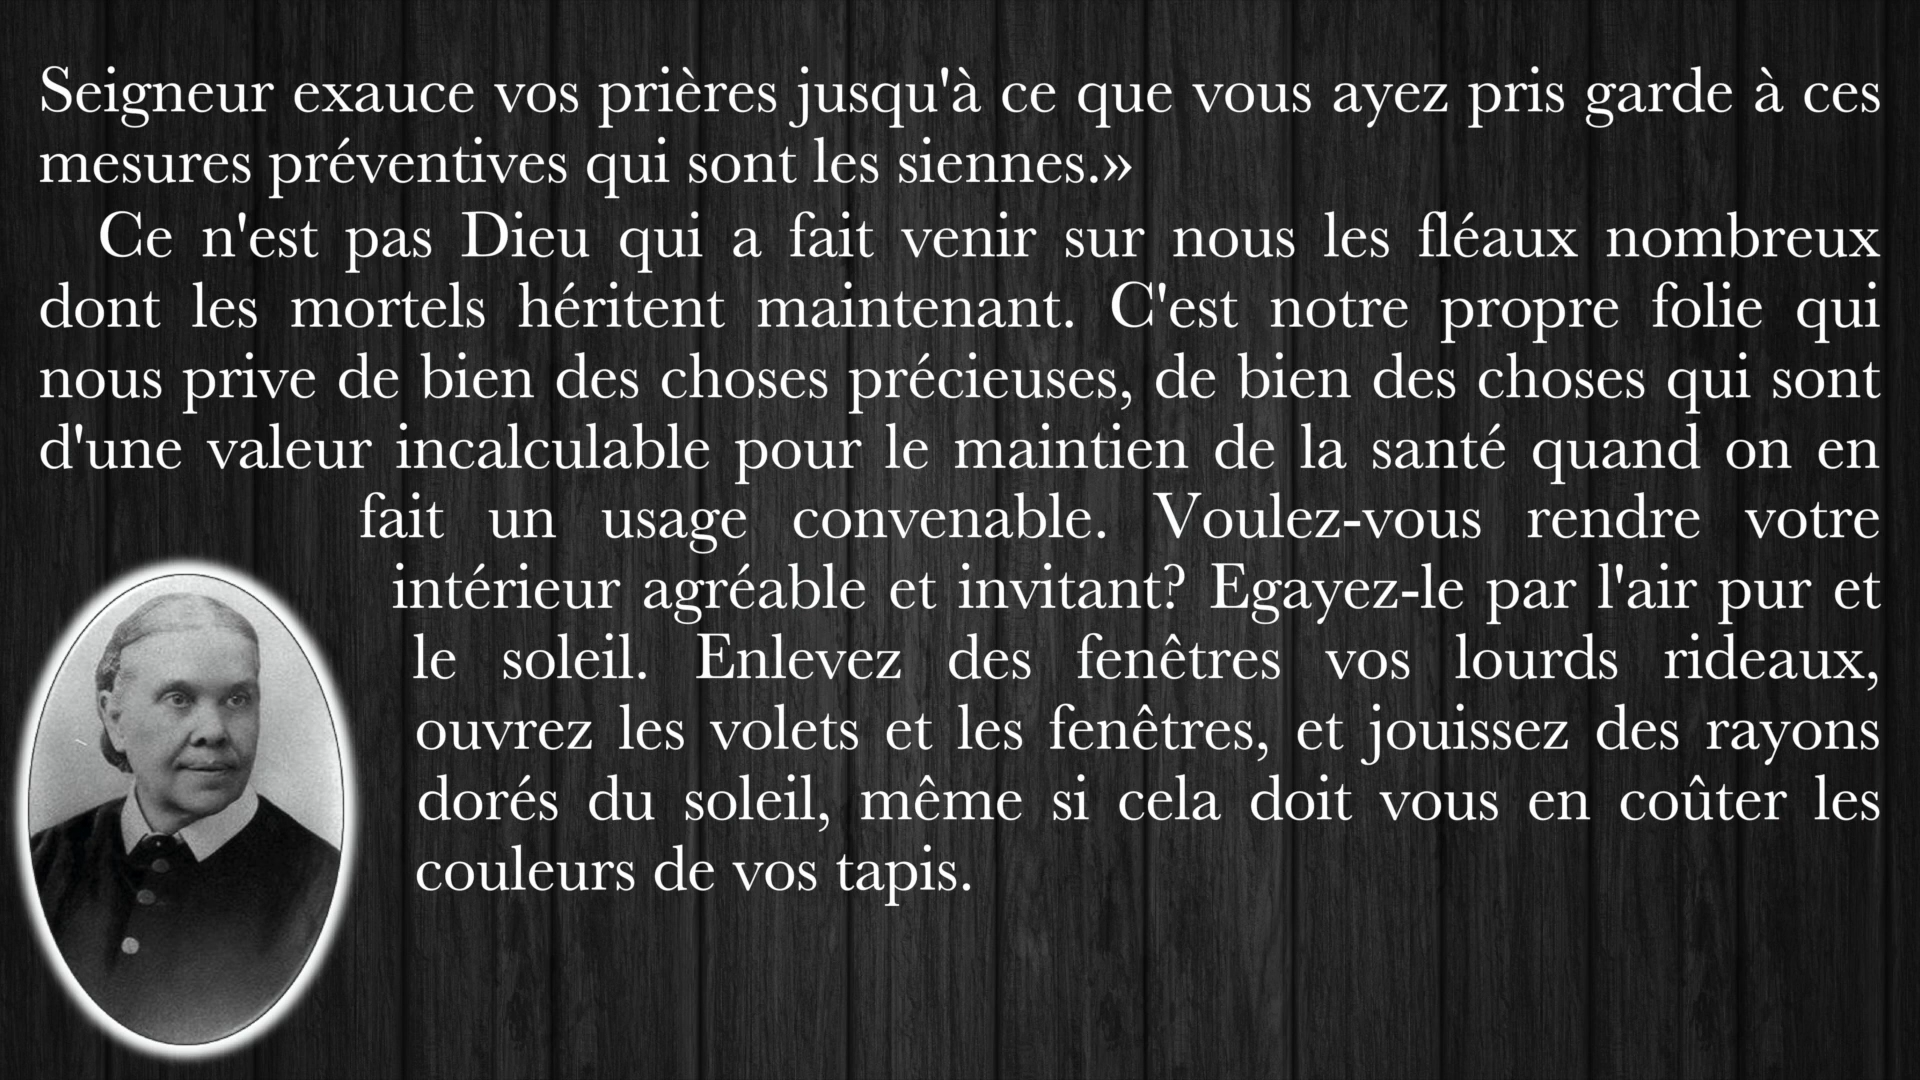 Seigneur exauce vos prières jusqu'à ce que vous ayez pris garde à ces
mesures préventives qui sont les siennes.»
Ce n'est pas Dieu qui a fait venir sur nous les fléaux nombreux
dont les mortels héritent maintenant. C'est notre propre folie qui
nous prive de bien des choses précieuses, de bien des choses qui sont
d'une valeur incalculable pour le maintien de la santé quand on en
fait un usage convenable. Voulez-vous rendre votre
intérieur agréable et invitant? Egayez-le par l'air pur et
le soleil. Enlevez des fenêtres vos lourds rideaux,
ouvrez les volets et les fenêtres, et jouissez des rayons
dorés du soleil, même si cela doit vous en coûter les
couleurs de vos tapis.